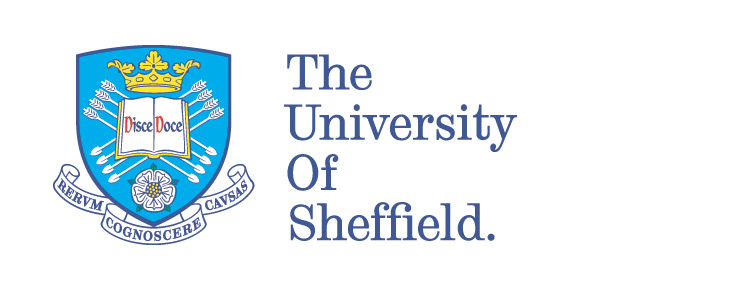 Disce Doce
RERVM COGNOSCERE CAVSAS
The
University
Of
Sheffield.